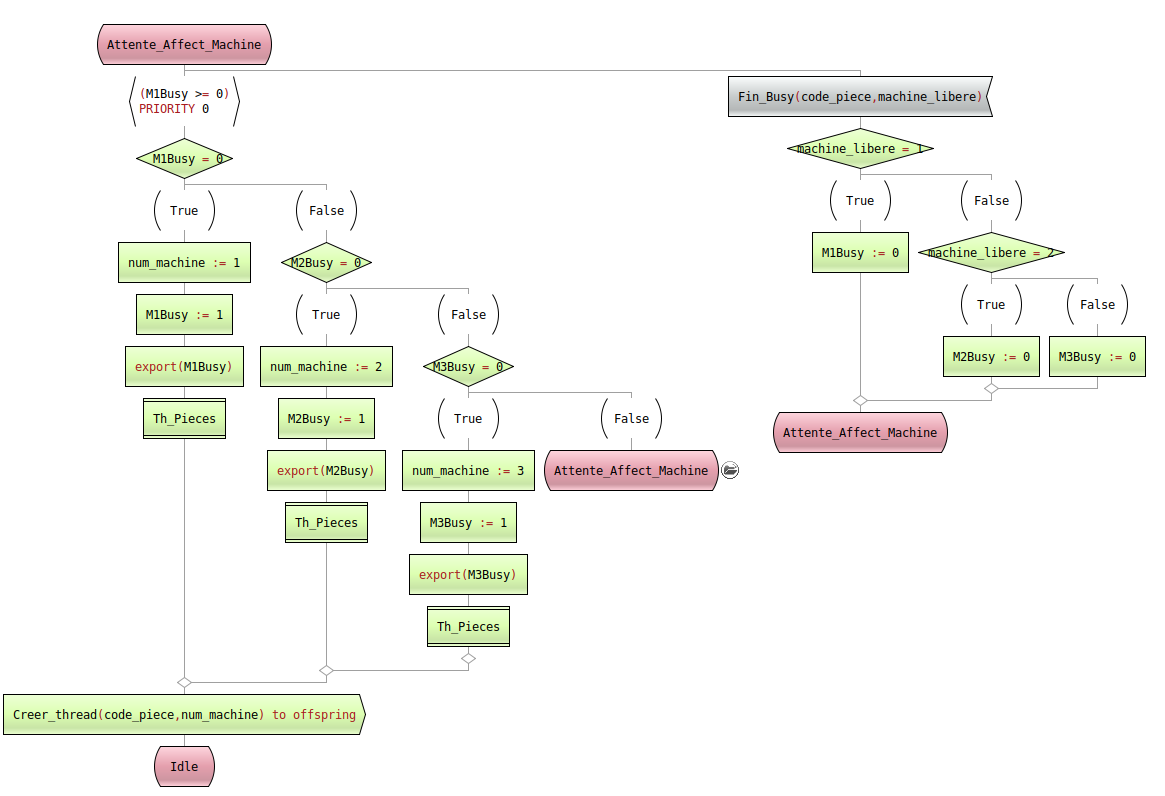 Attente_Affect_Machine
(M1Busy >= 0)
PRIORITY 0
M1Busy = 0
True
False
num_machine := 1
M1Busy := 1
export(M1Busy)
Th_Pieces
M2Busy = 0
True
False
num_machine := 2
M2Busy := 1
export(M2Busy)
Th_Pieces
M3Busy = 0
True
False
num_machine := 3
M3Busy := 1
export(M3Busy)
Th_Pieces
Attente_Affect_Machine
Creer_thread(code_piece,num_machine) to offspring
Idle
Fin_Busy(code_piece,machine_libere)
machine_libere = 1
True
False
M1Busy := 0
machine_libere = 2
True
False
M2Busy := 0
M3Busy := 0
Attente_Affect_Machine